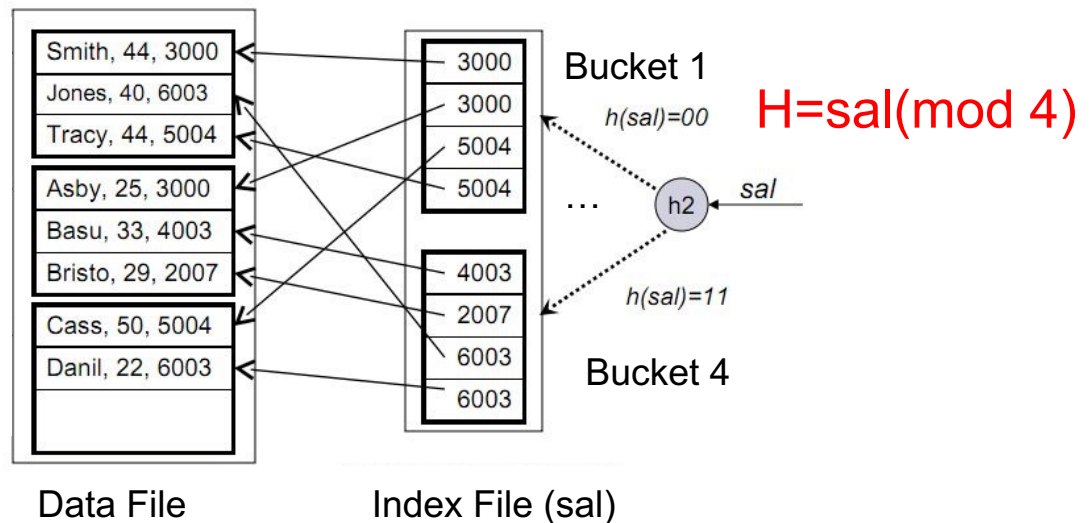 Smith, 44, 3000
Jones, 40, 6003
Tracy, 44, 5004
Asby, 25, 3000
Basu, 33, 4003
Bristo, 29, 2007
Cass, 50, 5004
Danil, 22, 6003
Data File
3000
3000
5004
5004
4003
2007
6003
6003
Index File (sal)
Bucket 1
h(sal)=00
...
h2
sal
h(sal)=11
Bucket 4
H=sal(mod 4)